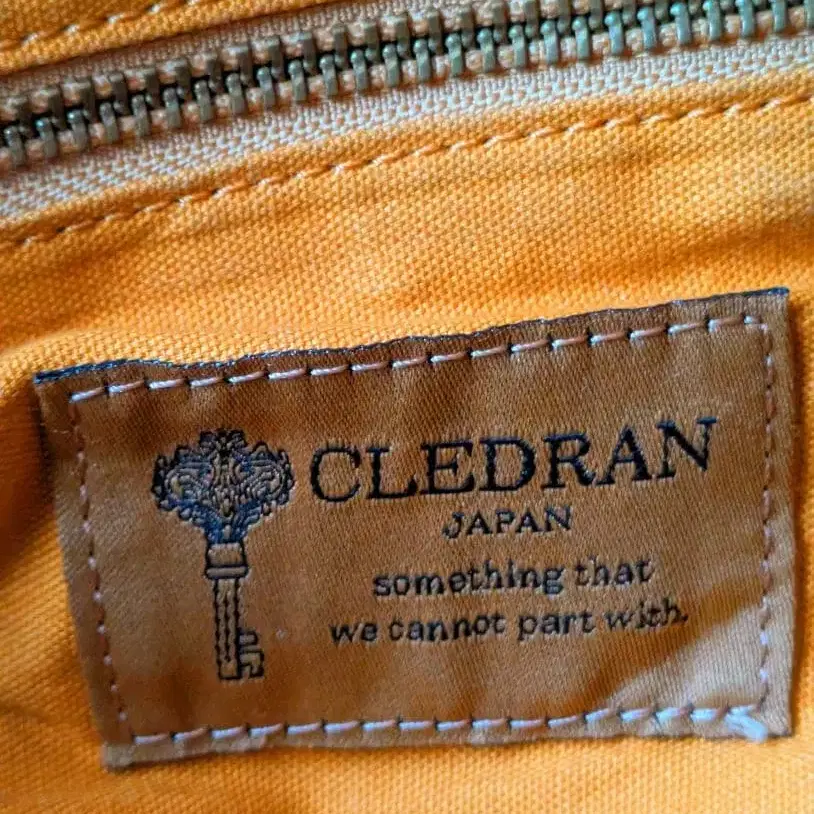 CLEDRAN
JAPAN
something that
we cannot part with.